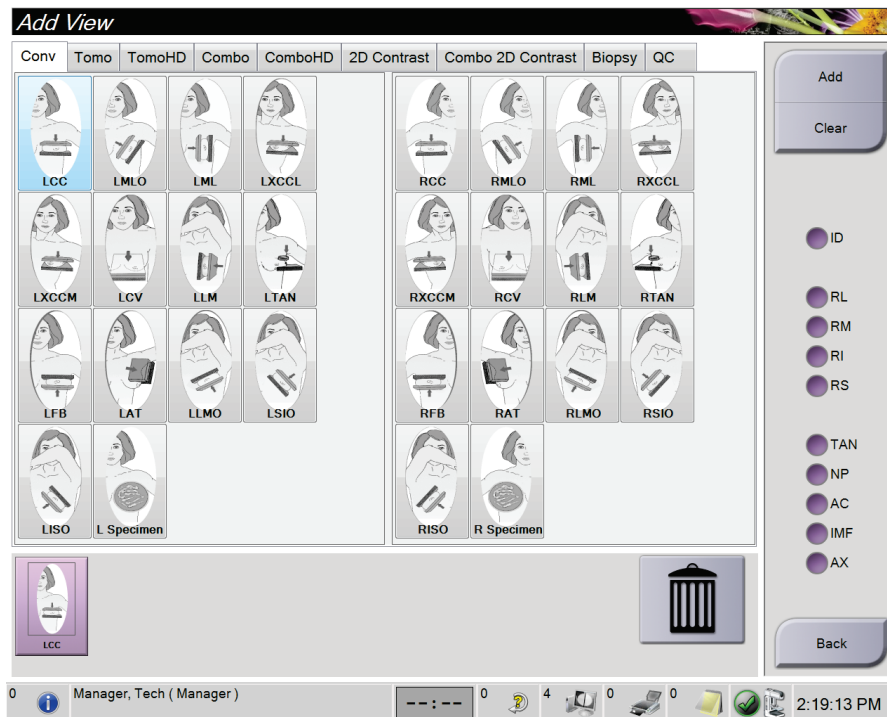 Add View
Conv Tomo TomoHD Combo ComboHD 2D Contrast Combo 2D Contrast Biopsy QC
LCC LMLO LML LXCCL
LXCCM LCV LLM LTAN
LFB LAT LLMO LSIO
LISO L Specimen
RCC RMLO RML RXCCL
RXCCM RCV RLM RTAN
RFB RAT RLMO RSIO
RISO R Specimen
Add
Clear
ID
RL
RM
RI
RS
TAN
NP
AC
IMF
AX
LCC
Back
0 Manager, Tech ( Manager ) --:-- 0 4 0 0 2:19:13 PM